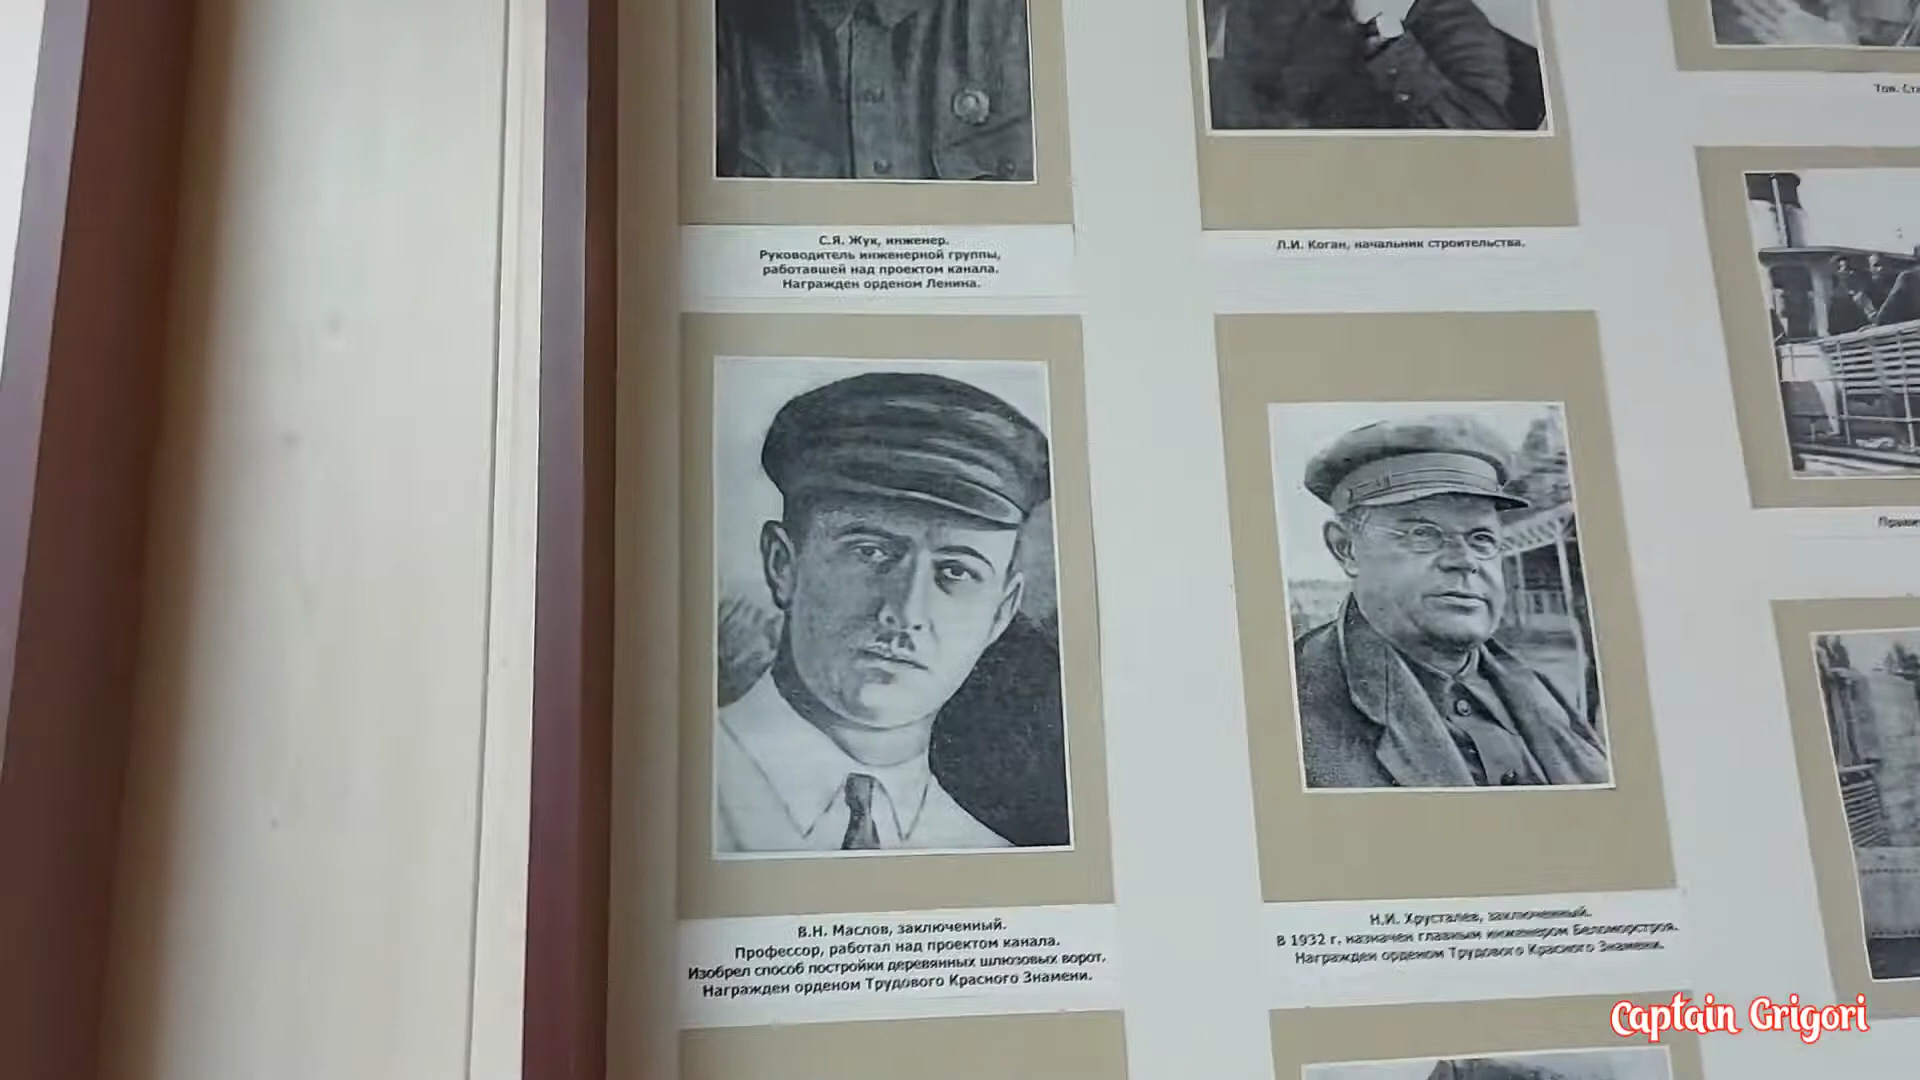 Тов.
С.Я. Жук, инженер.
Руководитель инженерной группы,
работавшей над проектом канала.
Награжден орденом Ленина.
Л.И. Коган, начальник строительства.
В.Н. Маслов, заключенный.
Профессор, работал над проектом канала.
Изобрел способ постройки деревянных шлюзовых ворот.
Награжден орденом Трудового Красного Знамени.
Н.И. Хрусталев, заключенный.
В 1932 г. назначен главным инженером Беломорстроя.
Награжден орденом Трудового Красного Знамени.
Captain Grigori